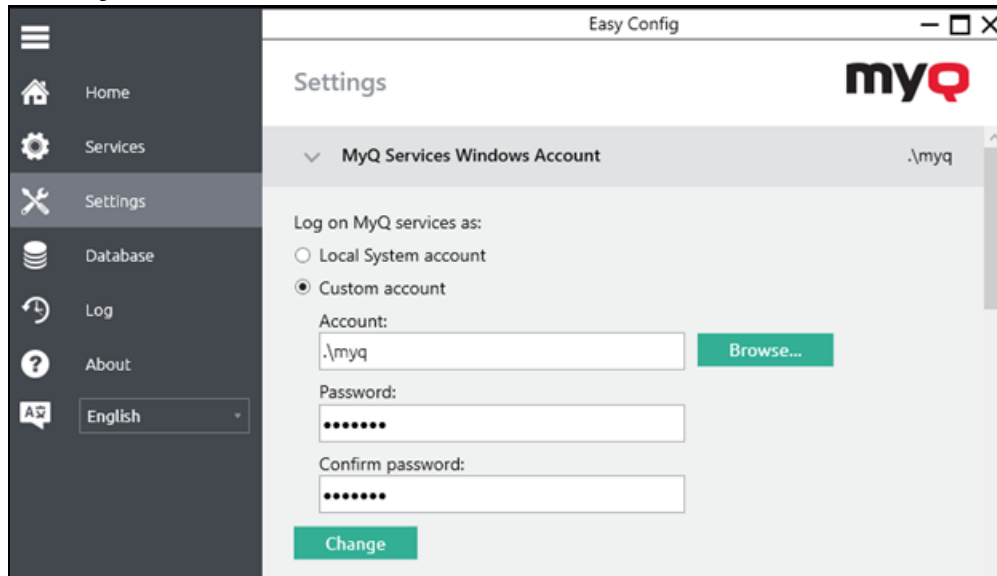 Easy Config
Home
Services
Settings
Database
Log
About
English
Settings
myQ
MyQ Services Windows Account
.\myq
Log on MyQ services as:
Local System account
Custom account
Account:
.\myq
Browse...
Password:
•••••••
Confirm password:
•••••••
Change